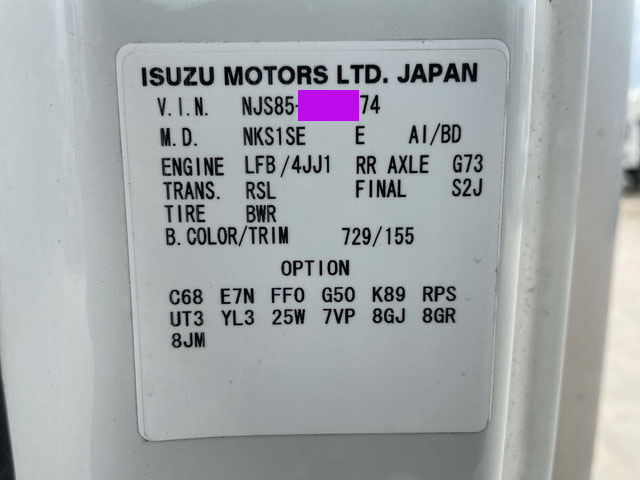 ISUZU MOTORS LTD. JAPAN
V.I.N. NJS85- 74
M.D. NKS1SE E AI/BD
ENGINE LFB/4JJ1 RR AXLE G73
TRANS. RSL FINAL S2J
TIRE BWR
B.COLOR/TRIM 729/155
OPTION
C68 E7N FF0 G50 K89 RPS
UT3 YL3 25W 7VP 8GJ 8GR
8JM